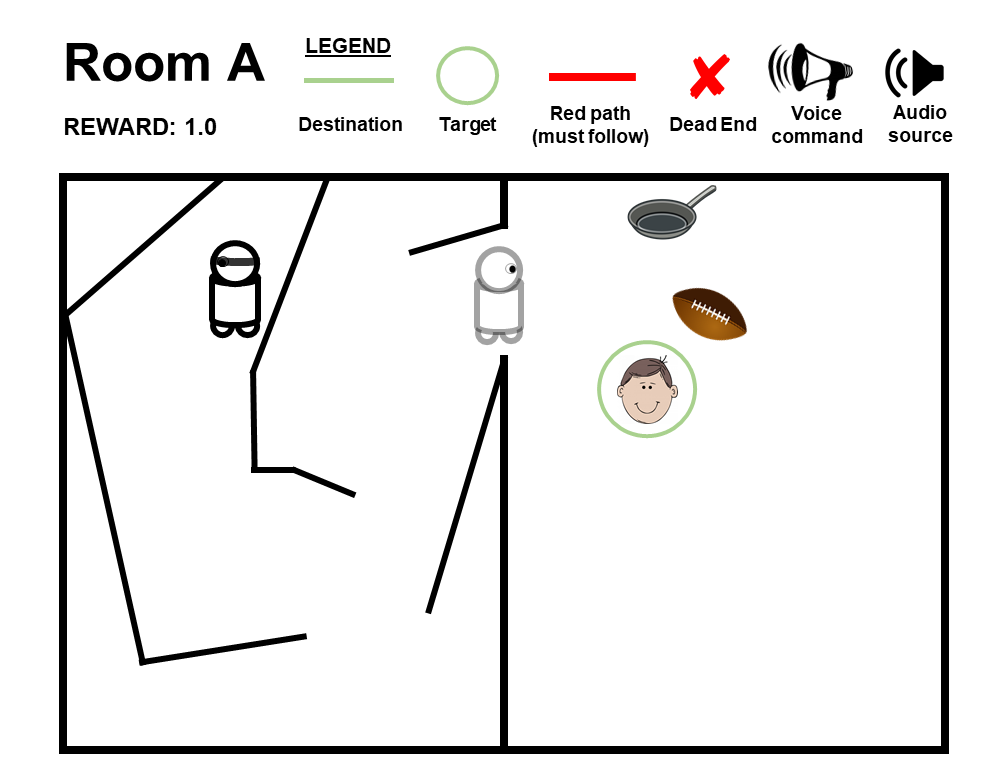 Room A
REWARD: 1.0
LEGEND
Destination
Target
Red path
(must follow)
Dead End
Voice
command
Audio
source